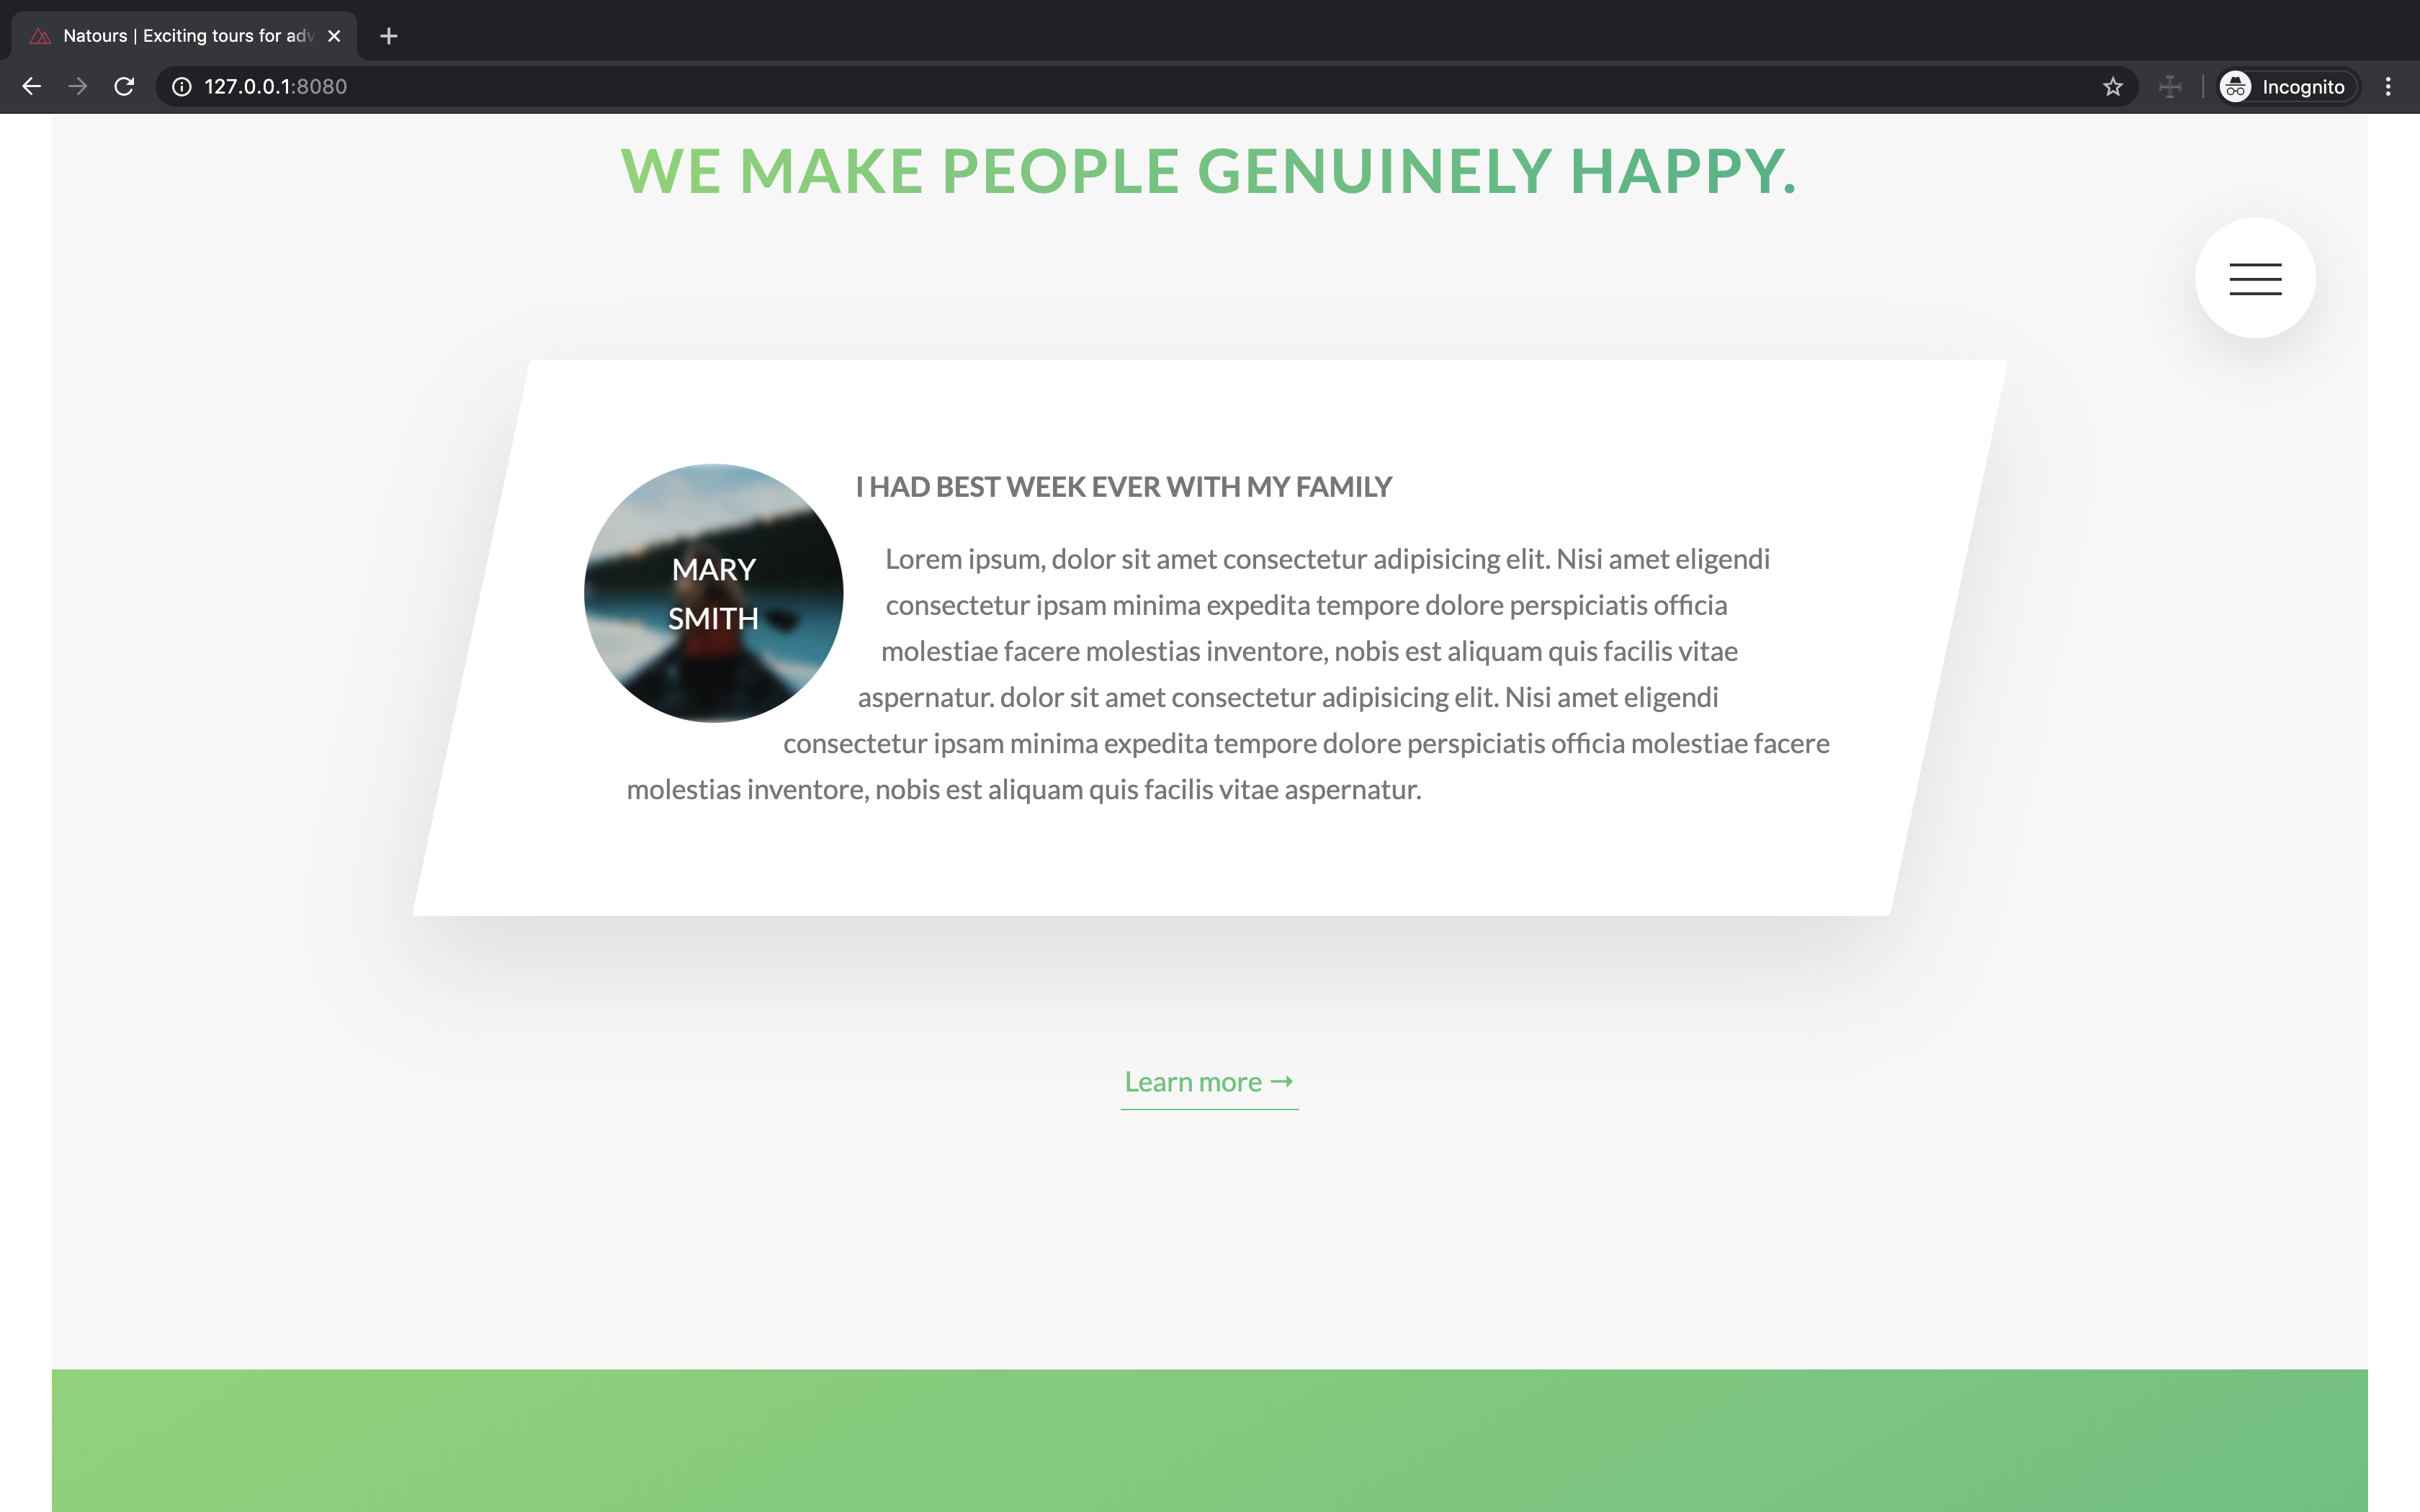 Natours | Exciting tours for adv
127.0.0.1:8080
Incognito
WE MAKE PEOPLE GENUINELY HAPPY.
MARY
SMITH
I HAD BEST WEEK EVER WITH MY FAMILY
Lorem ipsum, dolor sit amet consectetur adipisicing elit. Nisi amet eligendi
consectetur ipsam minima expedita tempore dolore perspiciatis officia
molestiae facere molestias inventore, nobis est aliquam quis facilis vitae
aspernatur. dolor sit amet consectetur adipisicing elit. Nisi amet eligendi
consectetur ipsam minima expedita tempore dolore perspiciatis officia molestiae facere
molestias inventore, nobis est aliquam quis facilis vitae aspernatur.
Learn more →